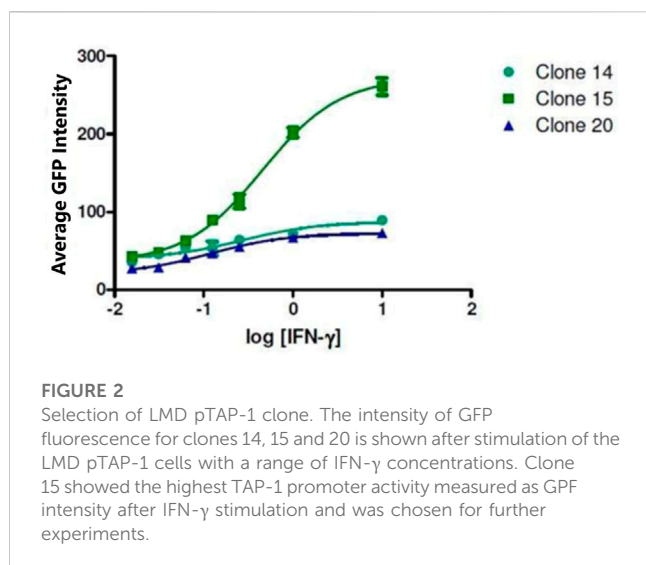 300
200
100
0
-2
-1
0
1
2
Average GFP Intensity
log [IFN-γ]
Clone 14
Clone 15
Clone 20
FIGURE 2
Selection of LMD pTAP-1 clone. The intensity of GFP
fluorescence for clones 14, 15 and 20 is shown after stimulation of the
LMD pTAP-1 cells with a range of IFN-γ concentrations. Clone
15 showed the highest TAP-1 promoter activity measured as GPF
intensity after IFN-γ stimulation and was chosen for further
experiments.